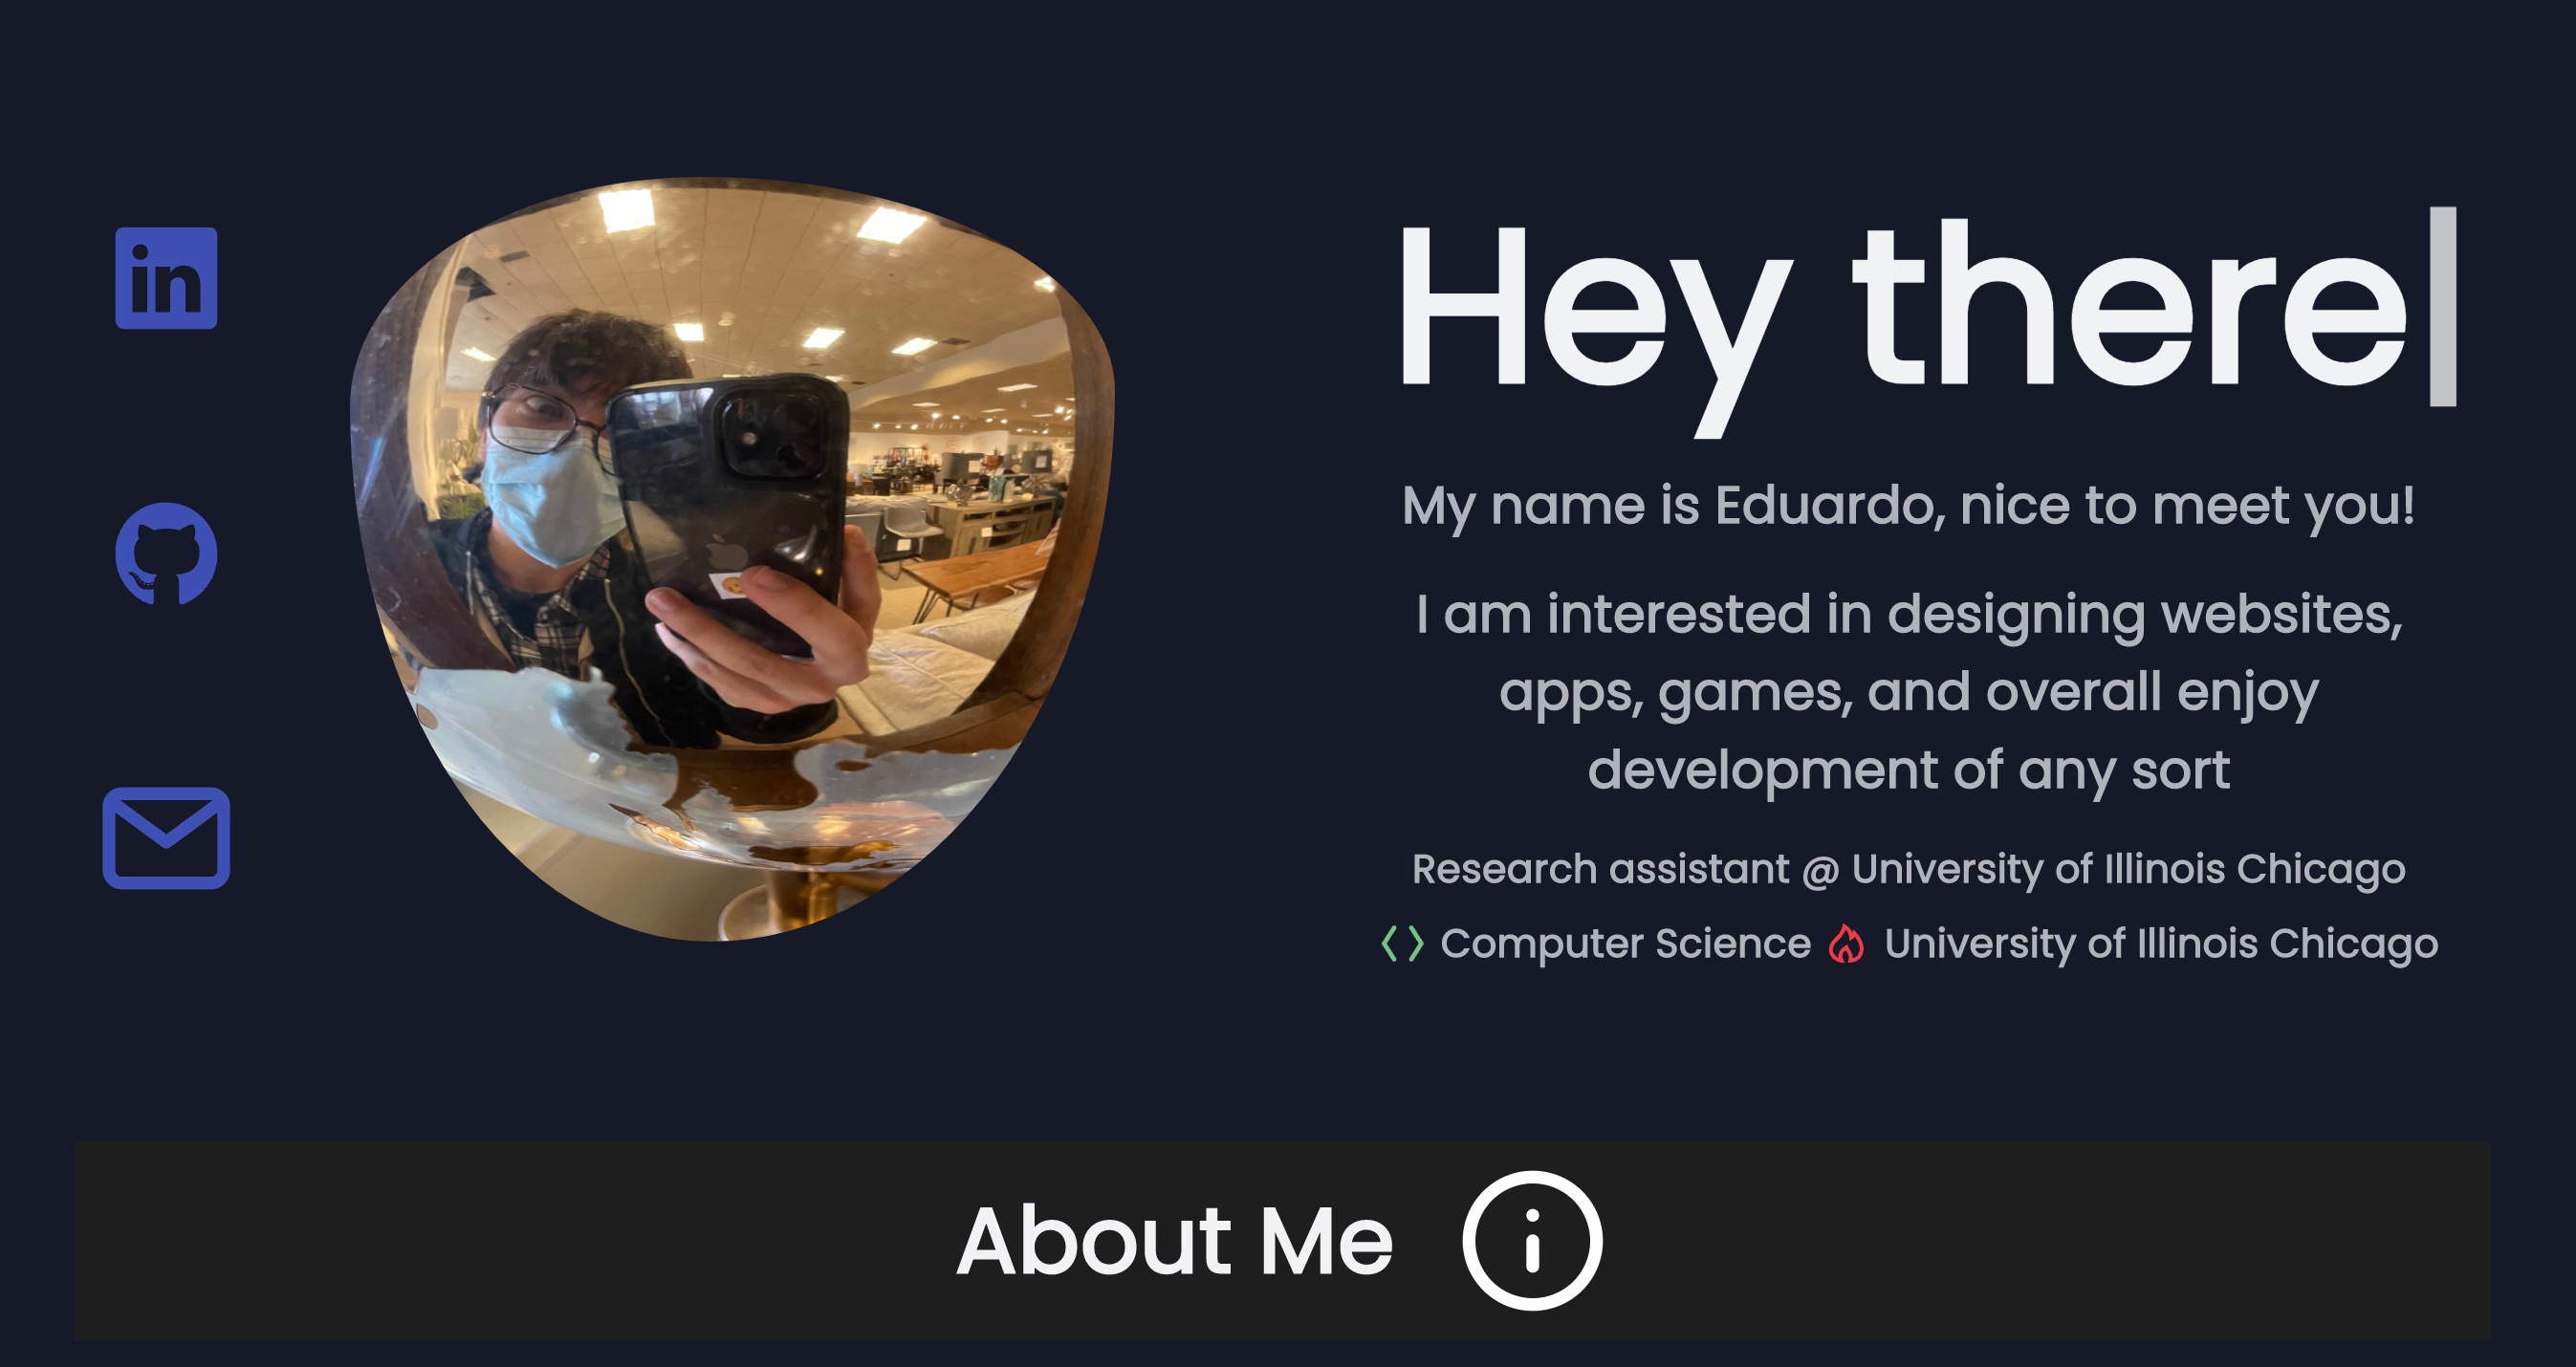 in
Hey there
My name is Eduardo, nice to meet you!
I am interested in designing websites,
apps, games, and overall enjoy
development of any sort
Research assistant @ University of Illinois Chicago
Computer Science University of Illinois Chicago
About Me